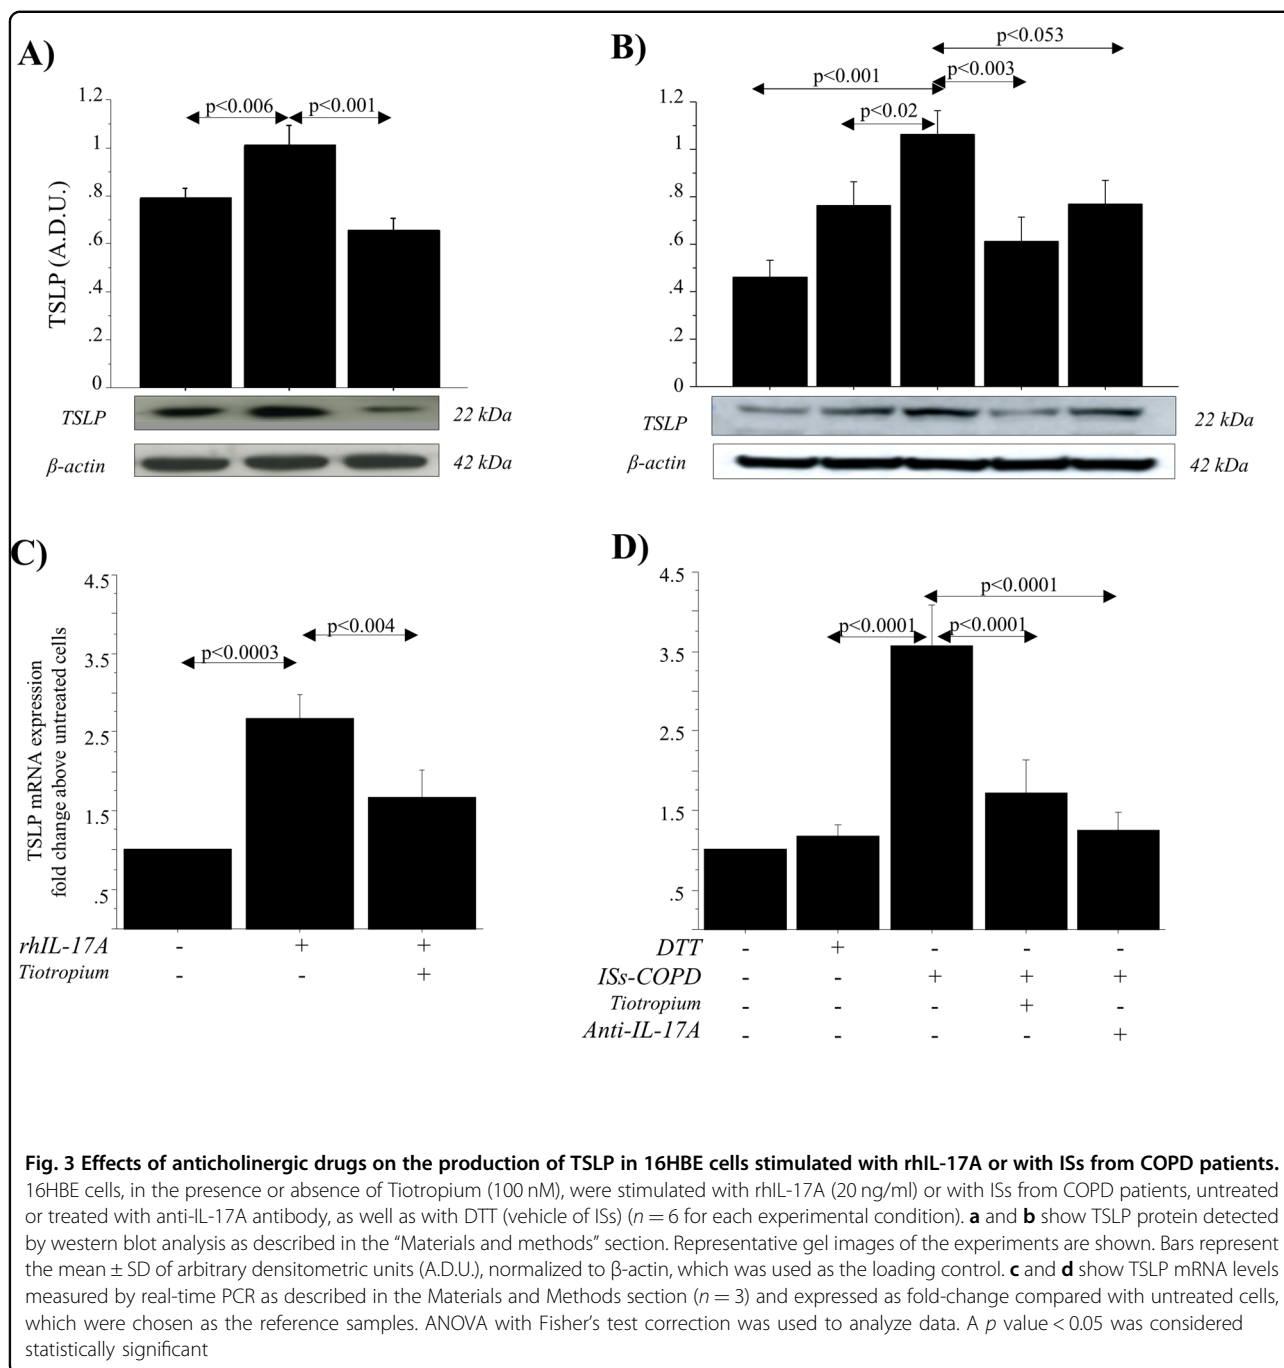 A)
p<0.006
p<0.001
1.2
1
.8
.6
.4
.2
0
TSLP (A.D.U.)
TSLP
22 kDa
β-actin
42 kDa
B)
p<0.053
p<0.001
p<0.003
p<0.02
1.2
1
.8
.6
.4
.2
0
TSLP
22 kDa
β-actin
42 kDa
C)
4.5
3.5
2.5
1.5
.5
TSLP mRNA expression
fold change above untreated cells
p<0.004
p<0.0003
rhIL-17A - + +
Tiotropium - - +
D)
4.5
3.5
2.5
1.5
.5
p<0.0001
p<0.0001
p<0.0001
DTT - + - - -
ISs-COPD - - + + +
Tiotropium - - - + -
Anti-IL-17A - - - - +
Fig. 3 Effects of anticholinergic drugs on the production of TSLP in 16HBE cells stimulated with rhIL-17A or with ISs from COPD patients.
16HBE cells, in the presence or absence of Tiotropium (100 nM), were stimulated with rhIL-17A (20 ng/ml) or with ISs from COPD patients, untreated
or treated with anti-IL-17A antibody, as well as with DTT (vehicle of ISs) (n = 6 for each experimental condition). a and b show TSLP protein detected
by western blot analysis as described in the "Materials and methods" section. Representative gel images of the experiments are shown. Bars represent
the mean ± SD of arbitrary densitometric units (A.D.U.), normalized to β-actin, which was used as the loading control. c and d show TSLP mRNA levels
measured by real-time PCR as described in the Materials and Methods section (n = 3) and expressed as fold-change compared with untreated cells,
which were chosen as the reference samples. ANOVA with Fisher's test correction was used to analyze data. A p value < 0.05 was considered
statistically significant